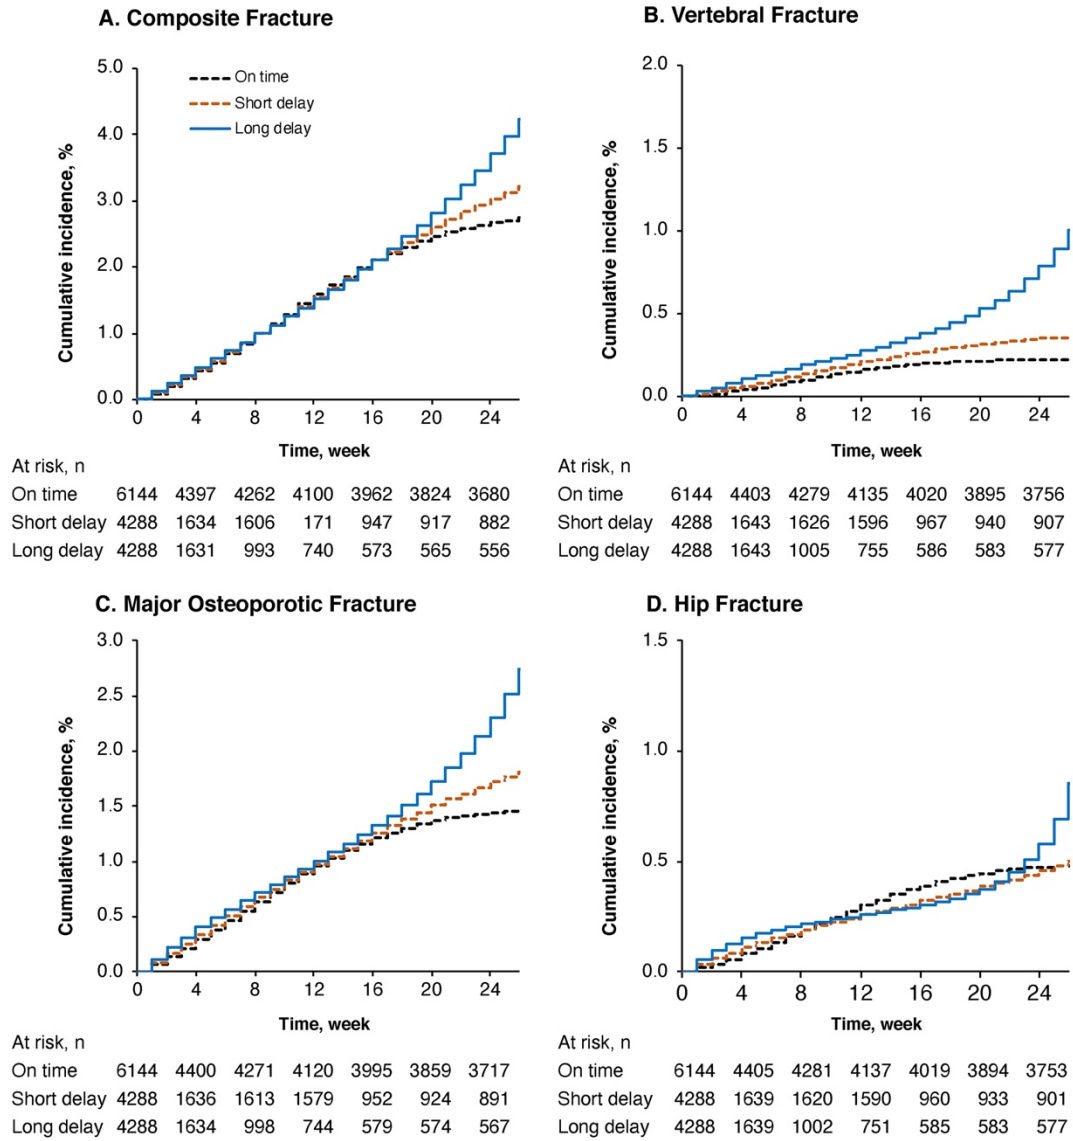 A. Composite Fracture
Cumulative incidence, %
5.0
4.0
3.0
2.0
1.0
0.0
On time
Short delay
Long delay
0 4 8 12 16 20 24
Time, week
At risk, n
On time 6144 4397 4262 4100 3962 3824 3680
Short delay 4288 1634 1606 171 947 917 882
Long delay 4288 1631 993 740 573 565 556
B. Vertebral Fracture
Cumulative incidence, %
2.0
1.5
1.0
0.5
0.0
0 4 8 12 16 20 24
Time, week
At risk, n
On time 6144 4403 4279 4135 4020 3895 3756
Short delay 4288 1643 1626 1596 967 940 907
Long delay 4288 1643 1005 755 586 583 577
C. Major Osteoporotic Fracture
Cumulative incidence, %
3.0
2.5
2.0
1.5
1.0
0.5
0.0
0 4 8 12 16 20 24
Time, week
At risk, n
On time 6144 4400 4271 4120 3995 3859 3717
Short delay 4288 1636 1613 1579 952 924 891
Long delay 4288 1634 998 744 579 574 567
D. Hip Fracture
Cumulative incidence, %
1.5
1.0
0.5
0.0
0 4 8 12 16 20 24
Time, week
At risk, n
On time 6144 4405 4281 4137 4019 3894 3753
Short delay 4288 1639 1620 1590 960 933 901
Long delay 4288 1639 1002 751 585 583 577